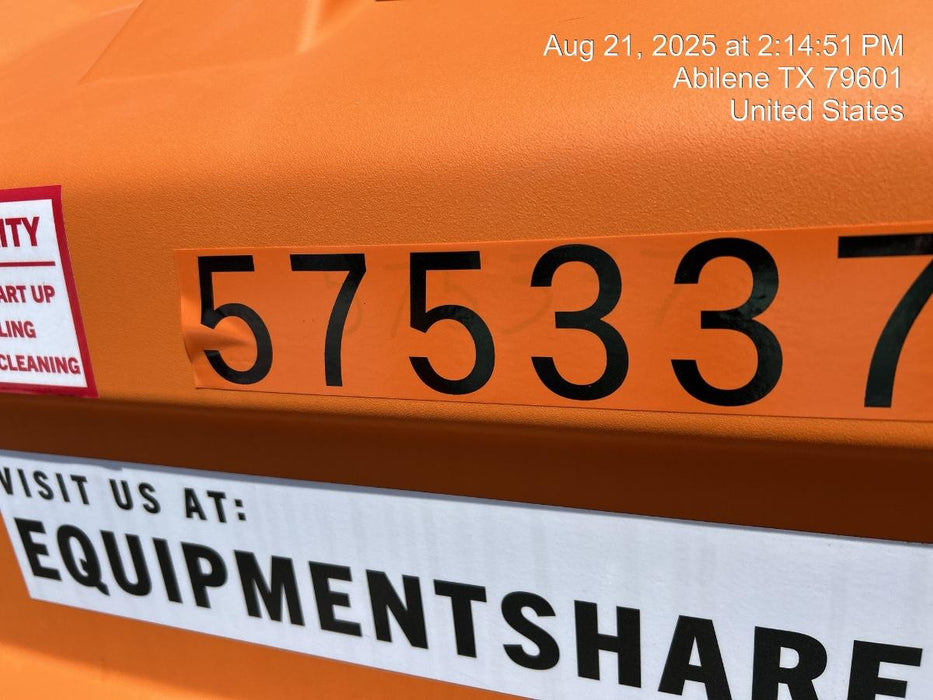 Aug 21, 2025 at 2:14:51 PM
Abilene TX 79601
United States
ITY
ART UP
LING
CLEANING
575337
VISIT US AT:
EQUIPMENTSHARE